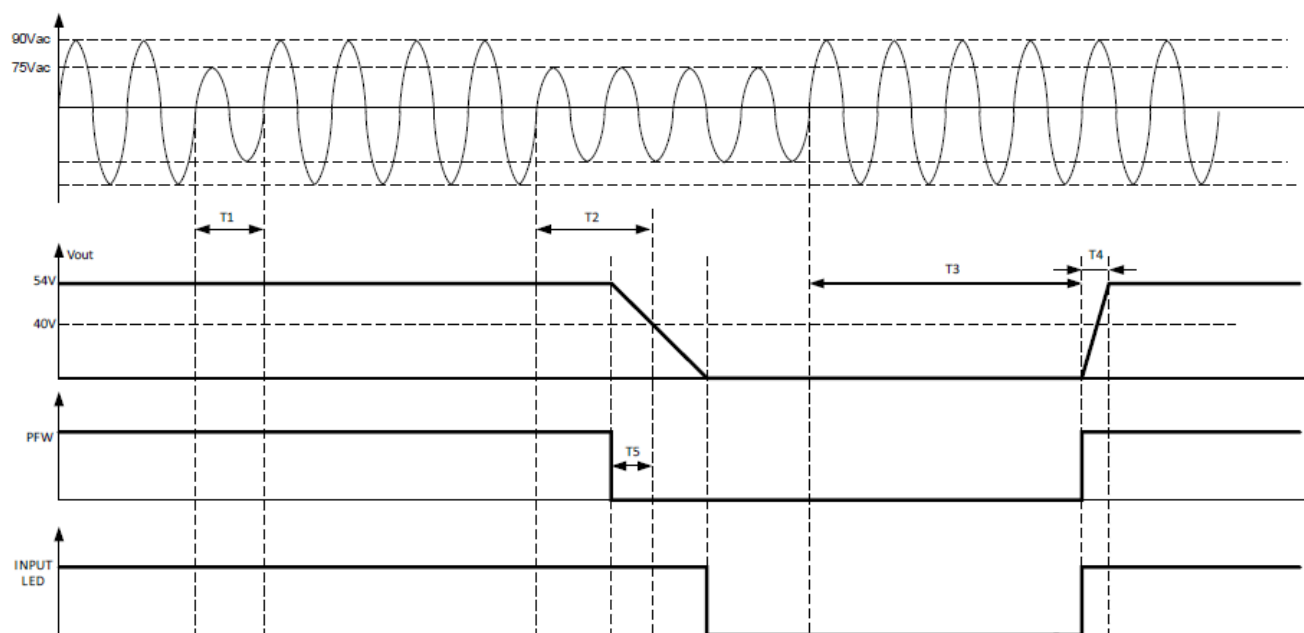 90Vac
75Vac
T1
T2
Vout
54V
T3
T4
40V
PFW
T5
INPUT
LED